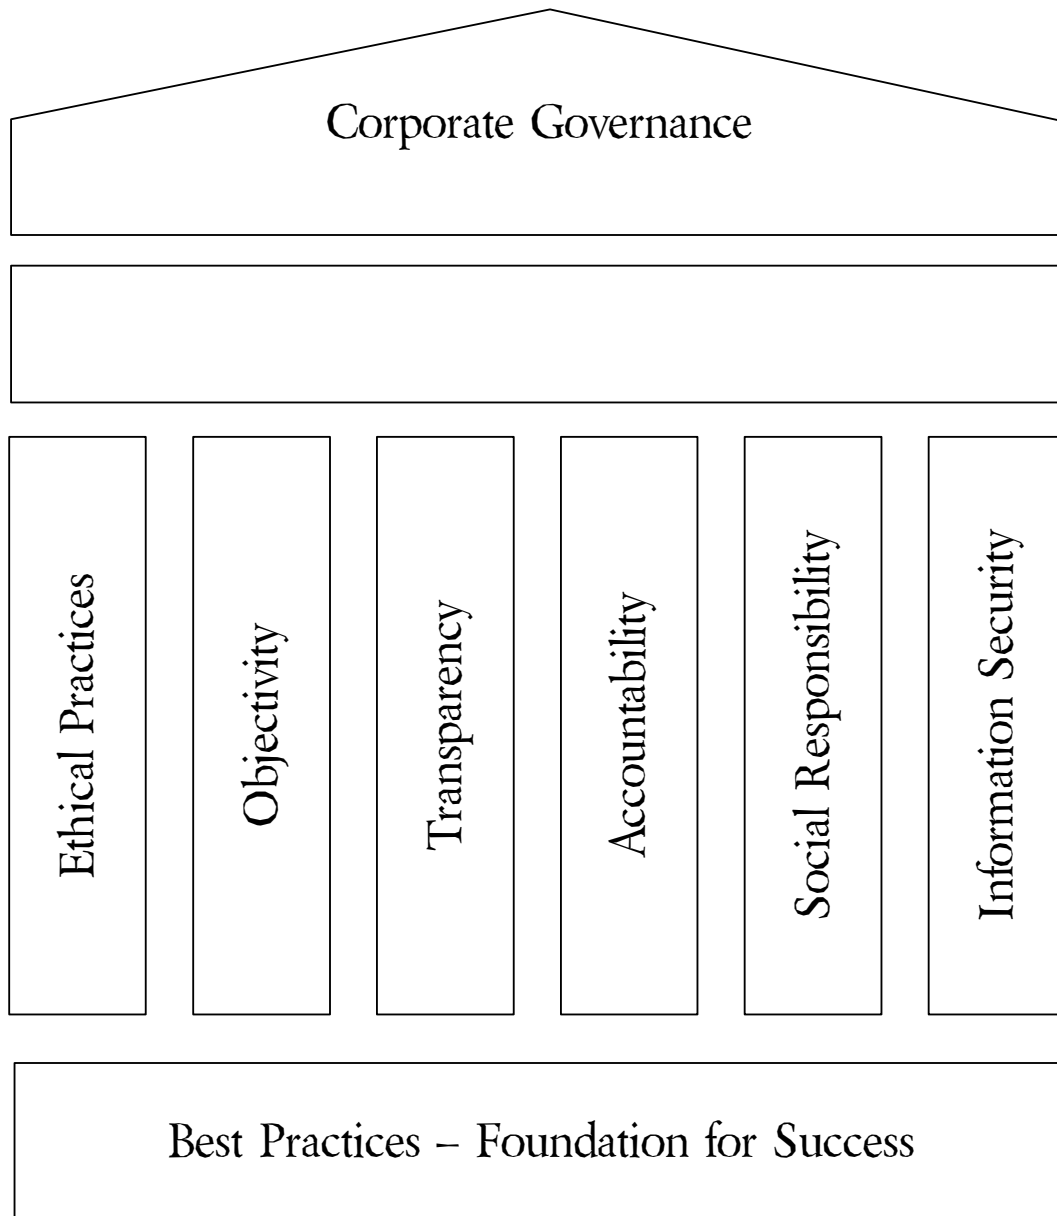 Corporate Governance
Ethical Practices
Objectivity
Transparency
Accountability
Social Responsibility
Information Security
Best Practices – Foundation for Success